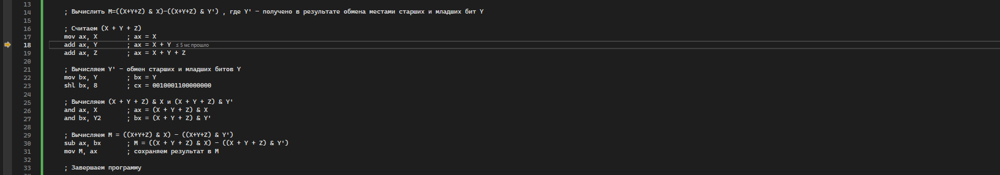 13
14 ; Вычислить M=((X+Y+Z) & X)-((X+Y+Z) & Y') , где Y' - получено в результате обмена местами старших и младших бит Y
15
16 ; Считаем (X + Y + Z)
17 mov ax, X ; ax = X
18 add ax, Y ; ax = X + Y ≤ 5 мс прошло
19 add ax, Z ; ax = X + Y + Z
20
21 ; Вычисляем Y' - обмен старших и младших битов Y
22 mov bx, Y ; bx = Y
23 shl bx, 8 ; cx = 0010001100000000
24
25 ; Вычисляем (X + Y + Z) & X и (X + Y + Z) & Y'
26 and ax, X ; ax = (X + Y + Z) & X
27 and bx, Y2 ; bx = (X + Y + Z) & Y'
28
29 ; Вычисляем M = ((X+Y+Z) & X) - ((X+Y+Z) & Y')
30 sub ax, bx ; M = ((X + Y + Z) & X) - ((X + Y + Z) & Y')
31 mov M, ax ; сохраняем результат в M
32
33 ; Завершаем программу